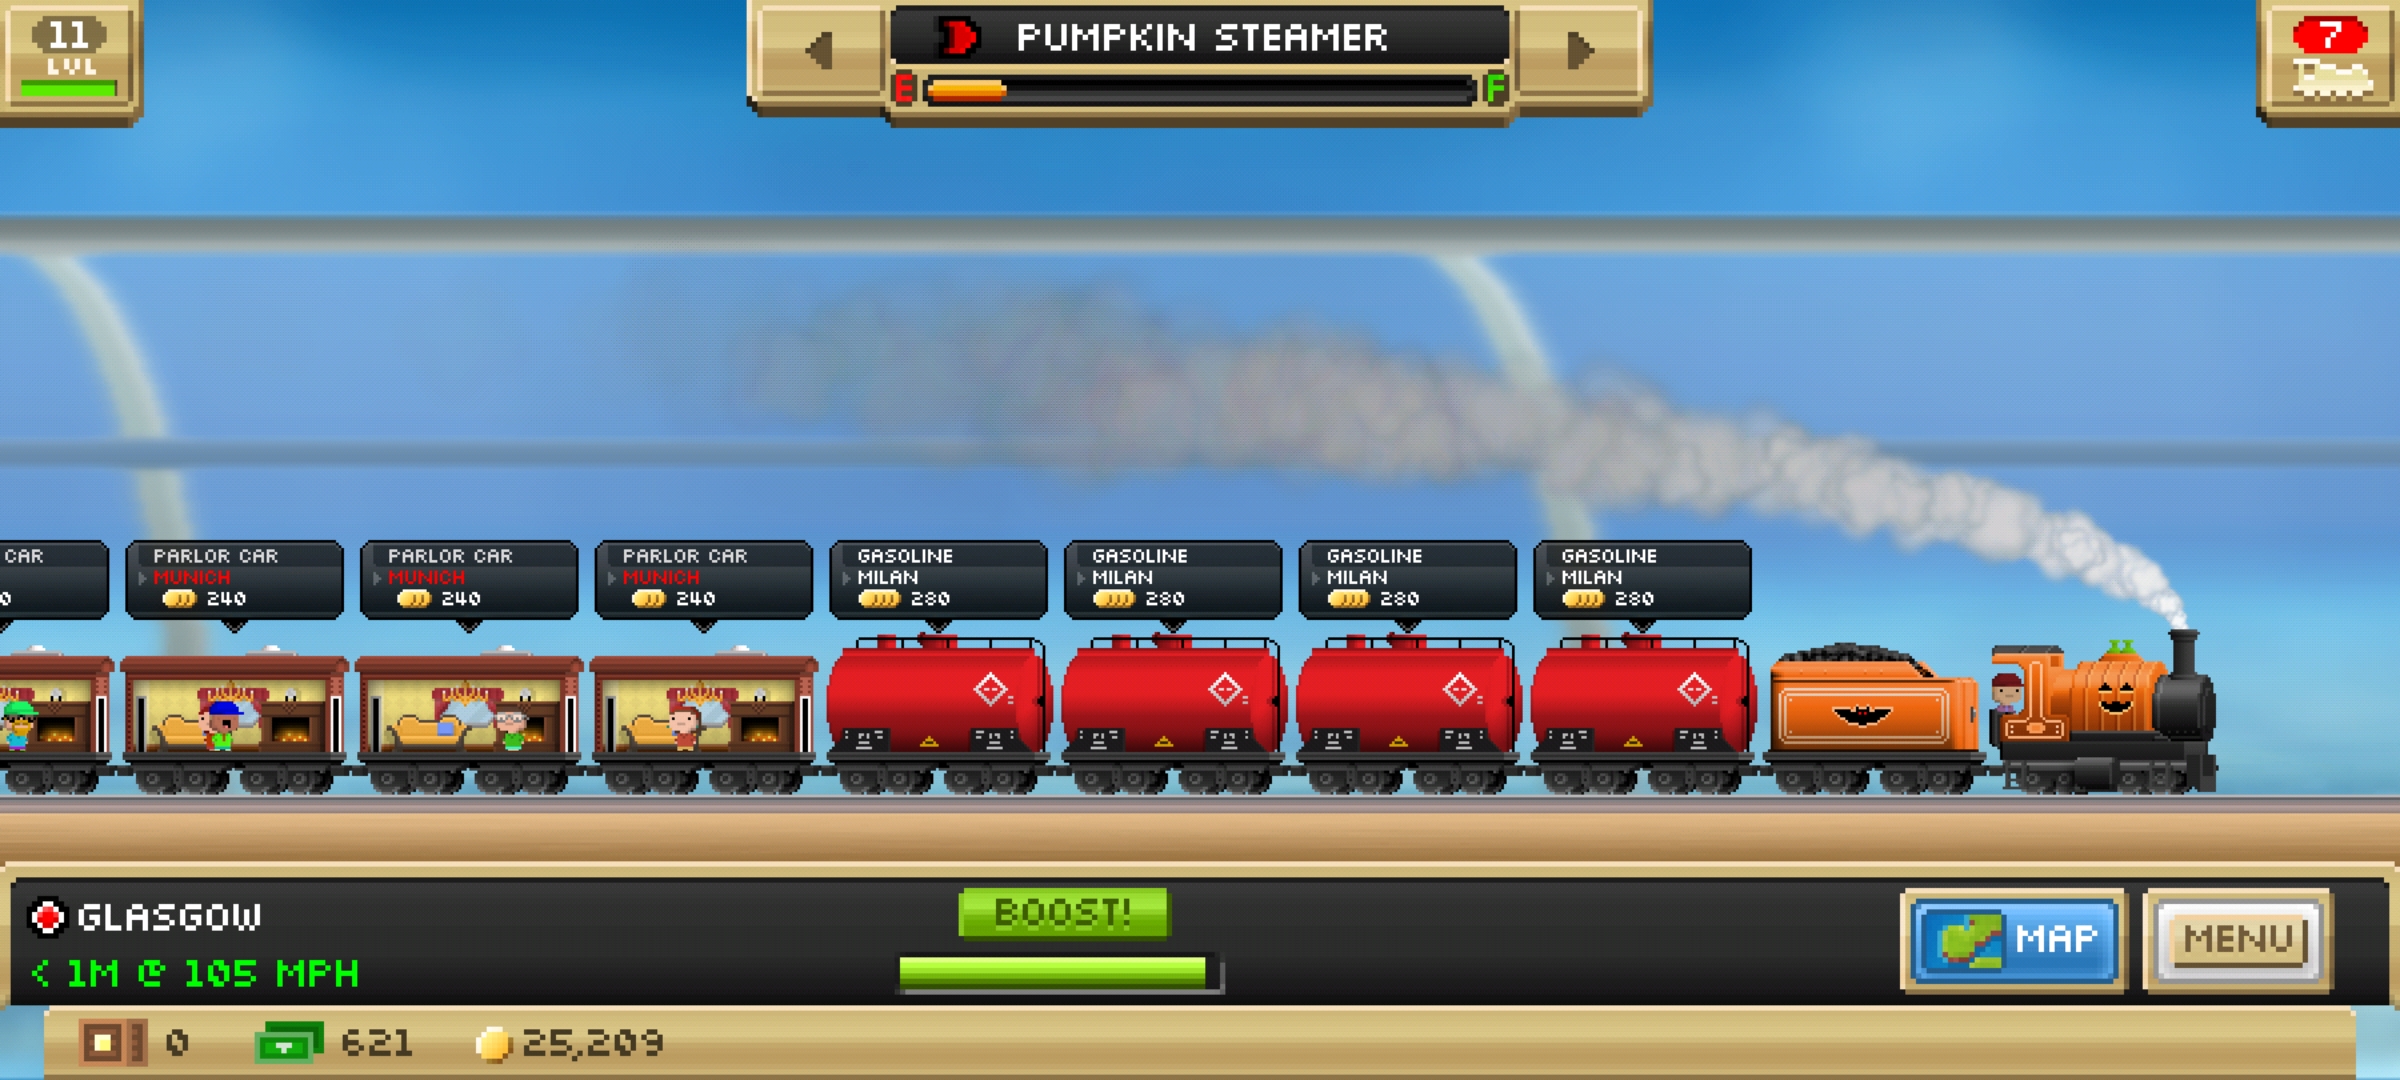 11
LVL
PUMPKIN STEAMER
E F
7
CAR
0
PARLOR CAR
MUNICH
240
PARLOR CAR
MUNICH
240
PARLOR CAR
MUNICH
240
GASOLINE
MILAN
280
GASOLINE
MILAN
280
GASOLINE
MILAN
280
GASOLINE
MILAN
280
GLASGOW
< 1M @ 105 MPH
BOOST!
MAP
MENU
0 621 25,209